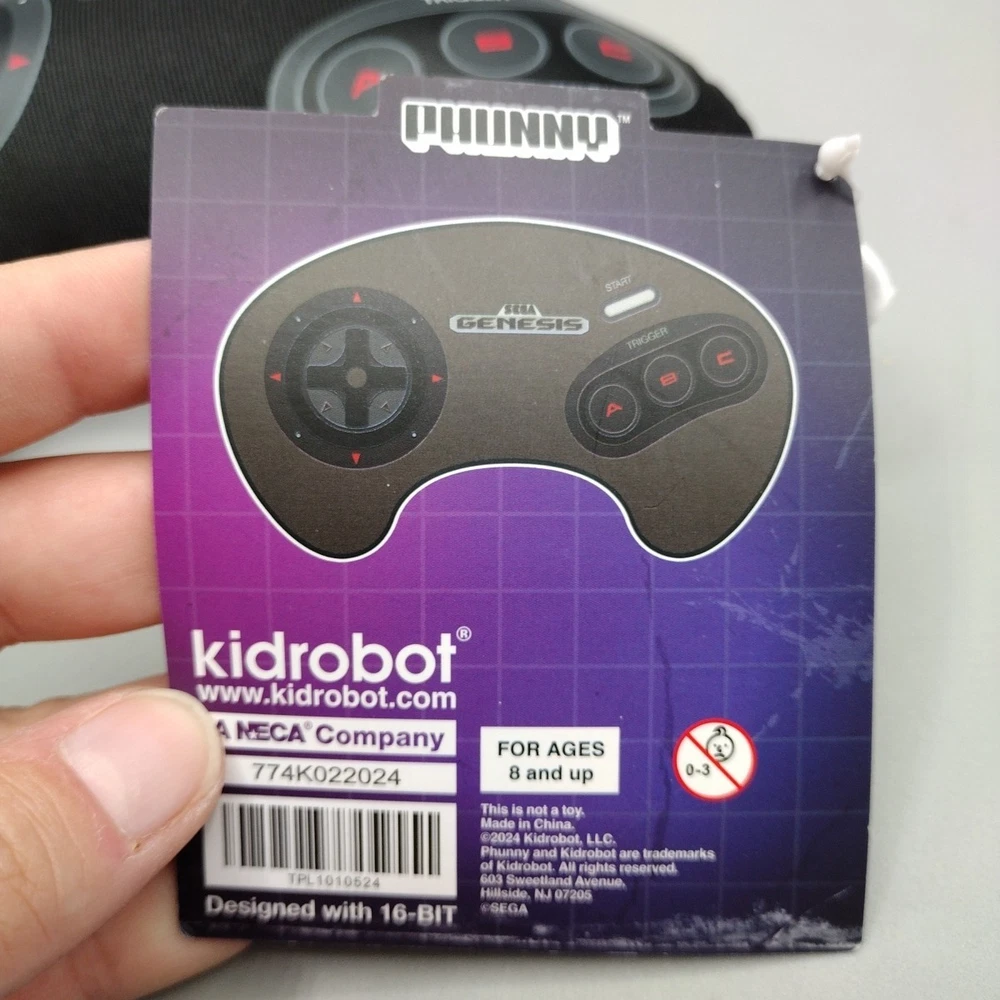 TRIGGER
A B C
PHUNNY™
START
SEGA
GENESIS
TRIGGER
A B C
kidrobot®
www.kidrobot.com
A NECA® Company
774K022024
TPL1010524
Designed with 16-BIT
FOR AGES
8 and up
0-3
This is not a toy.
Made in China.
©2024 Kidrobot, LLC.
Phunny and Kidrobot are trademarks
of Kidrobot. All rights reserved.
603 Sweetland Avenue,
Hillside, NJ 07205
©SEGA